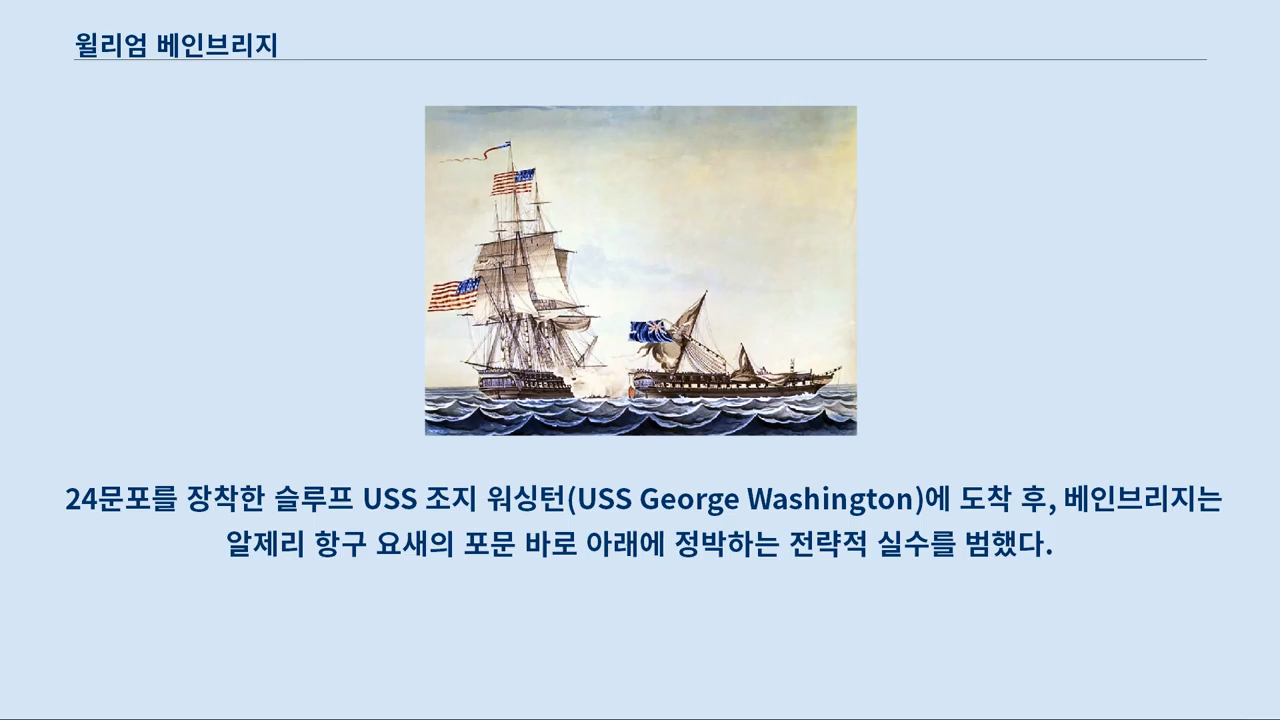 윌리엄 베인브리지
24문포를 장착한 슬루프 USS 조지 워싱턴(USS George Washington)에 도착 후, 베인브리지는
알제리 항구 요새의 포문 바로 아래에 정박하는 전략적 실수를 범했다.